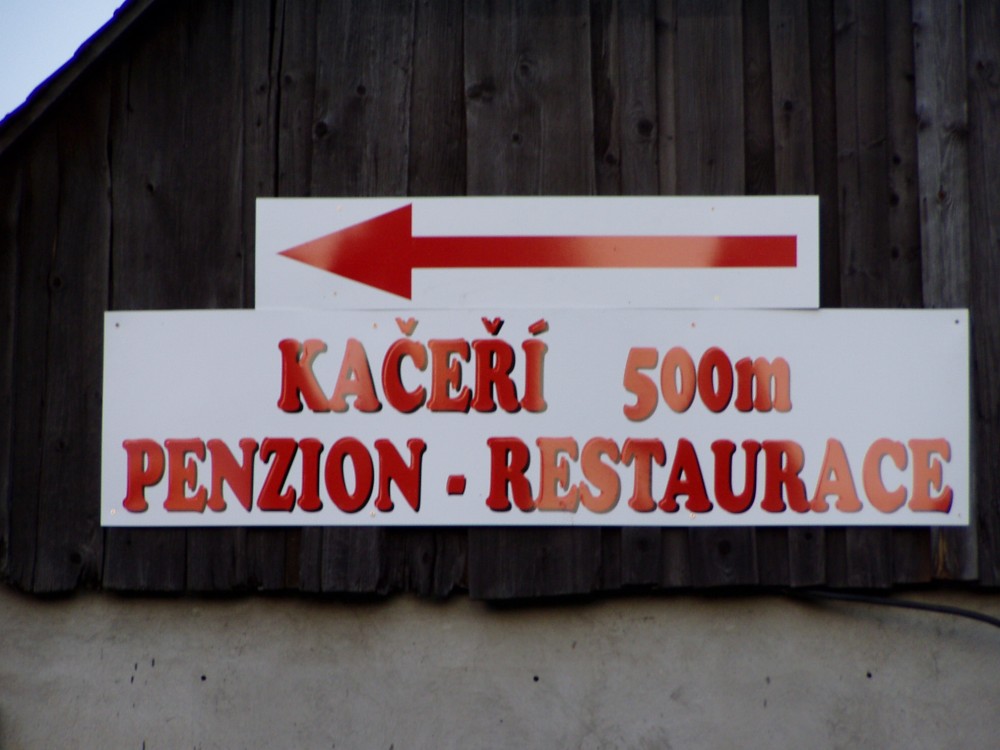 KAČEŘÍ 500m
PENZION - RESTAURACE